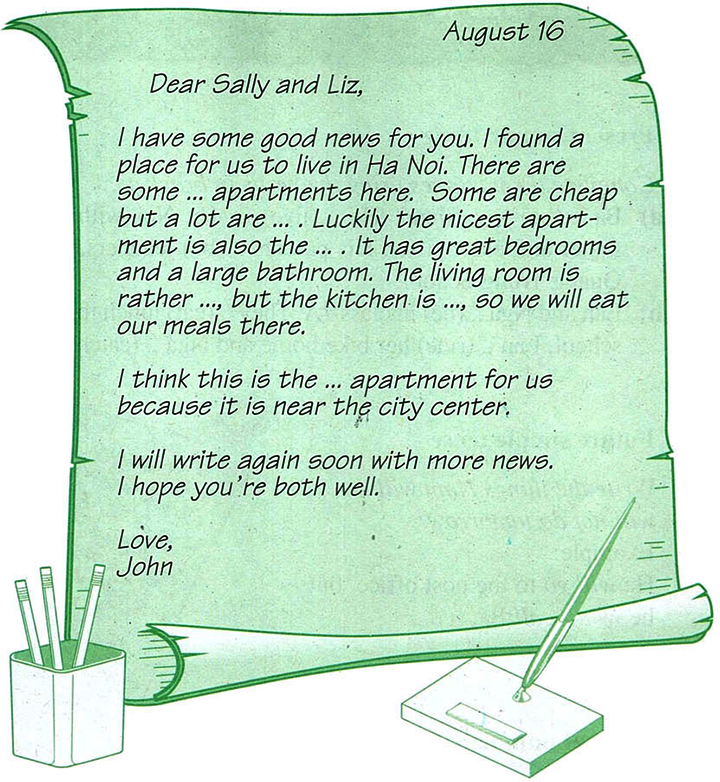 August 16
Dear Sally and Liz,
I have some good news for you. I found a
place for us to live in Ha Noi. There are
some ... apartments here. Some are cheap
but a lot are ... . Luckily the nicest apart-
ment is also the ... . It has great bedrooms
and a large bathroom. The living room is
rather ..., but the kitchen is ..., so we will eat
our meals there.
I think this is the ... apartment for us
because it is near the city center.
I will write again soon with more news.
I hope you're both well.
Love,
John